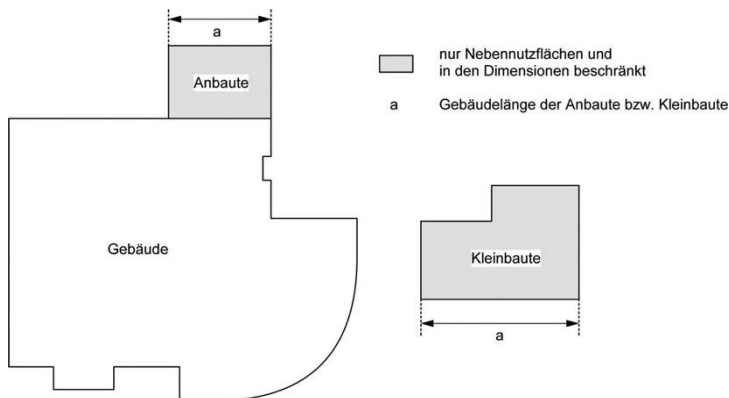 a
Anbaute
nur Nebennutzflächen und
in den Dimensionen beschränkt
a Gebäudelänge der Anbaute bzw. Kleinbaute
Gebäude
Kleinbaute
a